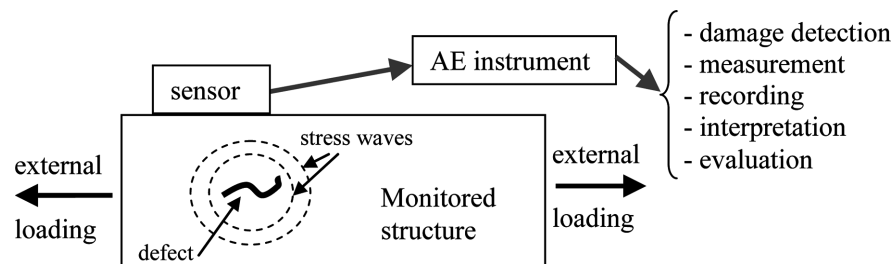 sensor
AE instrument
- damage detection
- measurement
- recording
- interpretation
- evaluation
stress waves
external
loading
external
loading
Monitored
structure
defect